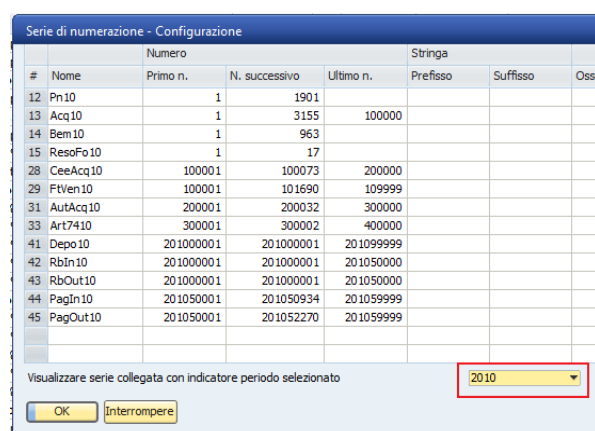 Serie di numerazione - Configurazione
Numero Stringa
# Nome Primo n. N. successivo Ultimo n. Prefisso Suffisso Oss
12 Pn10 1 1901
13 Acq10 1 3155 100000
14 Bem10 1 963
15 ResoFo10 1 17
28 CeeAcq10 100001 100073 200000
29 FtVen10 100001 101690 109999
31 AutAcq10 200001 200032 300000
33 Art7410 300001 300002 400000
41 Depo10 201000001 201000001 201099999
42 RbIn10 201000001 201000001 201050000
43 RbOut10 201000001 201000001 201050000
44 PagIn10 201050001 201050934 201059999
45 PagOut10 201050001 201052270 201059999
Visualizzare serie collegata con indicatore periodo selezionato 2010
OK Interrompere